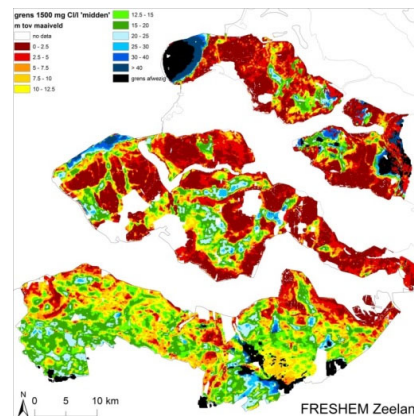 grens 1500 mg Cl/l 'midden'
m tov maaiveld
no data
0 - 2.5
2.5 - 5
5 - 7.5
7.5 - 10
10 - 12.5
12.5 - 15
15 - 20
20 - 25
25 - 30
30 - 40
> 40
grens afwezig
N
0 5 10 km
FRESHEM Zeelan